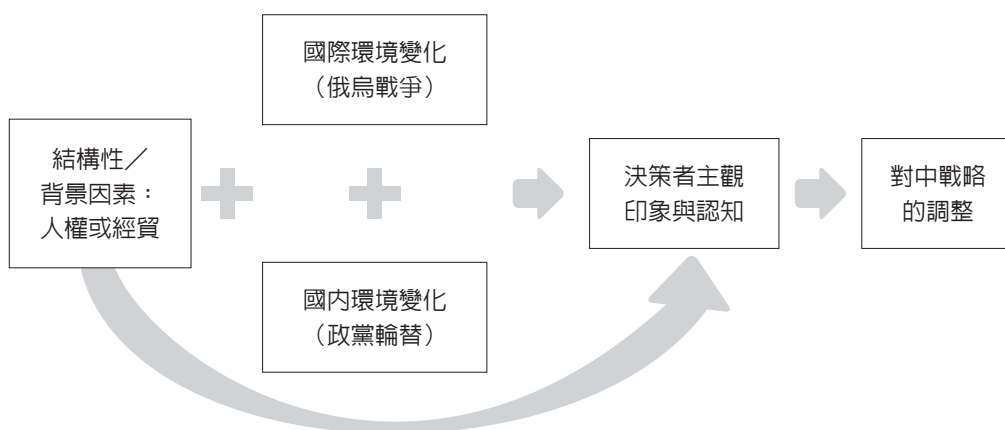 國際環境變化
（俄烏戰爭）
結構性／
背景因素：
人權或經貿
決策者主觀
印象與認知
對中戰略
的調整
國內環境變化
（政黨輪替）